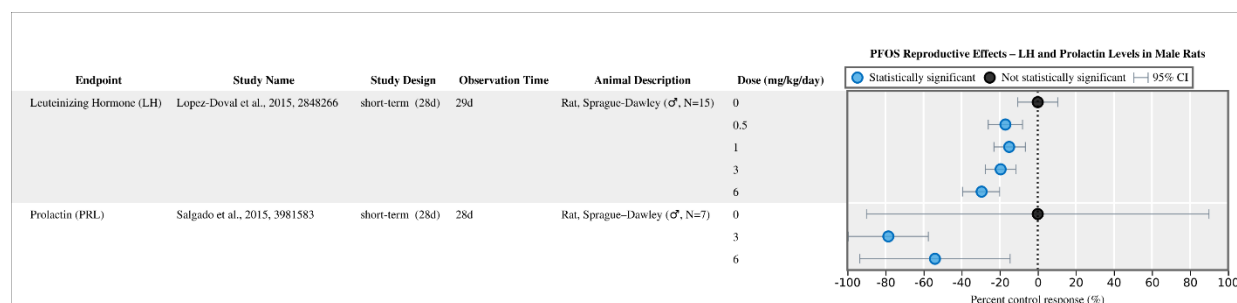 PFOS Reproductive Effects – LH and Prolactin Levels in Male Rats
Endpoint Study Name Study Design Observation Time Animal Description Dose (mg/kg/day)
Statistically significant Not statistically significant 95% CI
Leuteinizing Hormone (LH) Lopez-Doval et al., 2015, 2848266 short-term (28d) 29d Rat, Sprague-Dawley (♂, N=15) 0
0.5
1
3
6
Prolactin (PRL) Salgado et al., 2015, 3981583 short-term (28d) 28d Rat, Sprague–Dawley (♂, N=7) 0
3
6
-100 -80 -60 -40 -20 0 20 40 60 80 100
Percent control response (%)